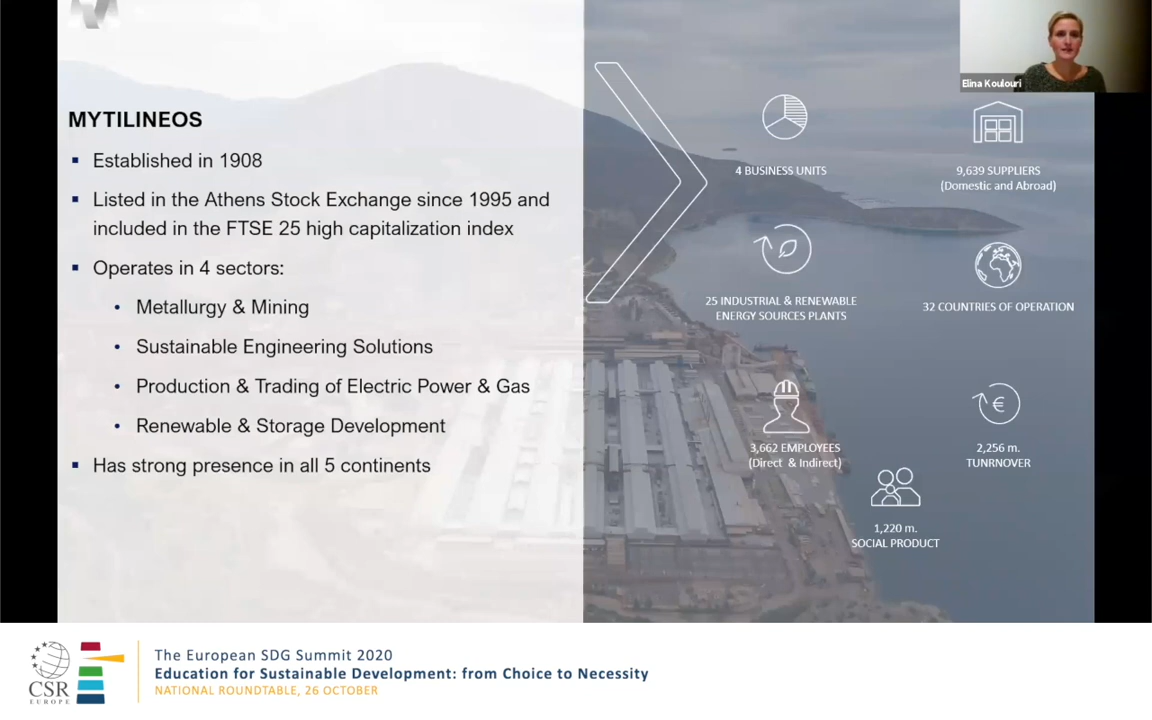 Elina Koulouri
MYTILINEOS
▪ Established in 1908
▪ Listed in the Athens Stock Exchange since 1995 and
included in the FTSE 25 high capitalization index
▪ Operates in 4 sectors:
• Metallurgy & Mining
• Sustainable Engineering Solutions
• Production & Trading of Electric Power & Gas
• Renewable & Storage Development
▪ Has strong presence in all 5 continents
4 BUSINESS UNITS
9,639 SUPPLIERS
(Domestic and Abroad)
25 INDUSTRIAL & RENEWABLE
ENERGY SOURCES PLANTS
32 COUNTRIES OF OPERATION
3,662 EMPLOYEES
(Direct & Indirect)
€
2,256 m.
TUNRNOVER
1,220 m.
SOCIAL PRODUCT
CSR
EUROPE
The European SDG Summit 2020
Education for Sustainable Development: from Choice to Necessity
NATIONAL ROUNDTABLE, 26 OCTOBER